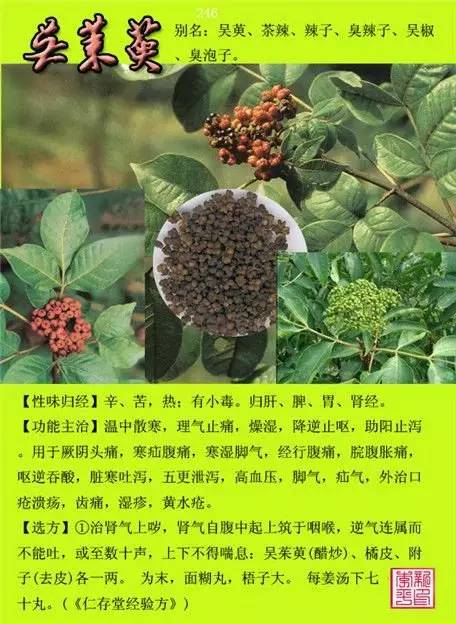 246
吴茱萸
别名：吴萸、茶辣、辣子、臭辣子、吴椒
、臭泡子。
【性味归经】辛、苦，热；有小毒。归肝、脾、胃、肾经。
【功能主治】温中散寒，理气止痛，燥湿，降逆止呕，助阳止泻
。用于厥阴头痛，寒疝腹痛，寒湿脚气，经行腹痛，脘腹胀痛，
呕逆吞酸，脏寒吐泻，五更泄泻，高血压，脚气，疝气，外治口
疮溃疡，齿痛，湿疹，黄水疮。
【选方】①治肾气上哕，肾气自腹中起上筑于咽喉，逆气连属而
不能吐，或至数十声，上下不得喘息：吴茱萸(醋炒)、橘皮、附
子(去皮)各一两。 为末，面糊丸，梧子大。 每姜汤下七
十丸。(《仁存堂经验方》)